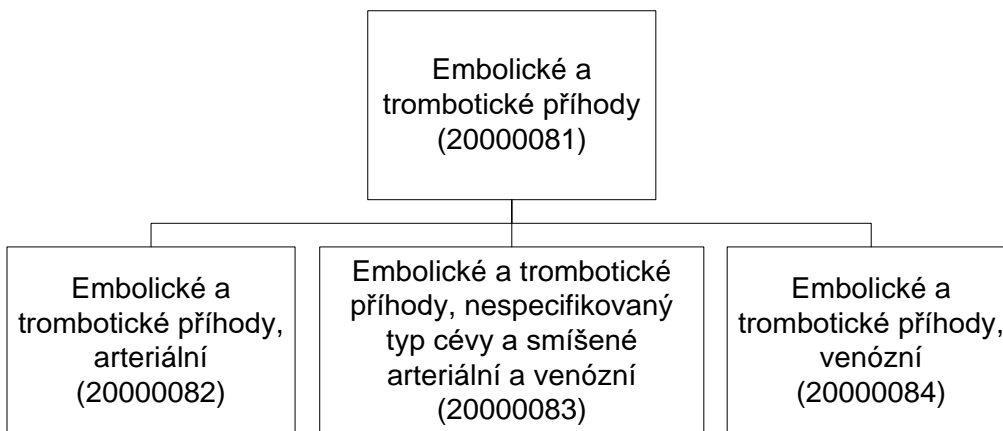 Embolické a
trombotické příhody
(20000081)
Embolické a
trombotické příhody,
arteriální
(20000082)
Embolické a trombotické
příhody, nespecifikovaný
typ cévy a smíšené
arteriální a venózní
(20000083)
Embolické a
trombotické příhody,
venózní
(20000084)